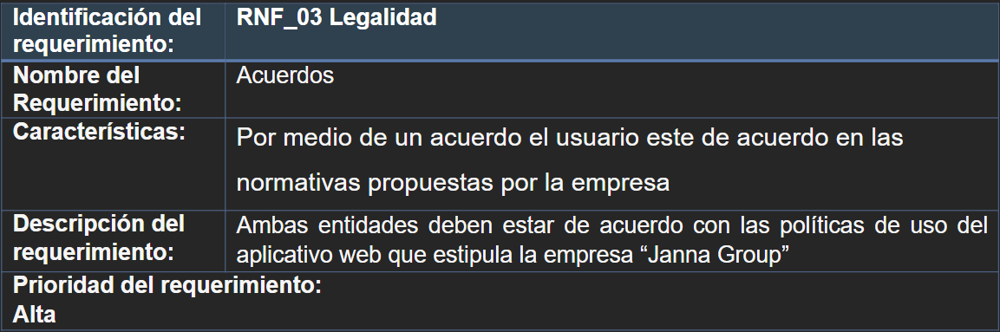 Identificación del requerimiento:
RNF_03 Legalidad
Nombre del Requerimiento:
Acuerdos
Características:
Por medio de un acuerdo el usuario este de acuerdo en las
normativas propuestas por la empresa
Descripción del requerimiento:
Ambas entidades deben estar de acuerdo con las políticas de uso del
aplicativo web que estipula la empresa “Janna Group”
Prioridad del requerimiento:
Alta